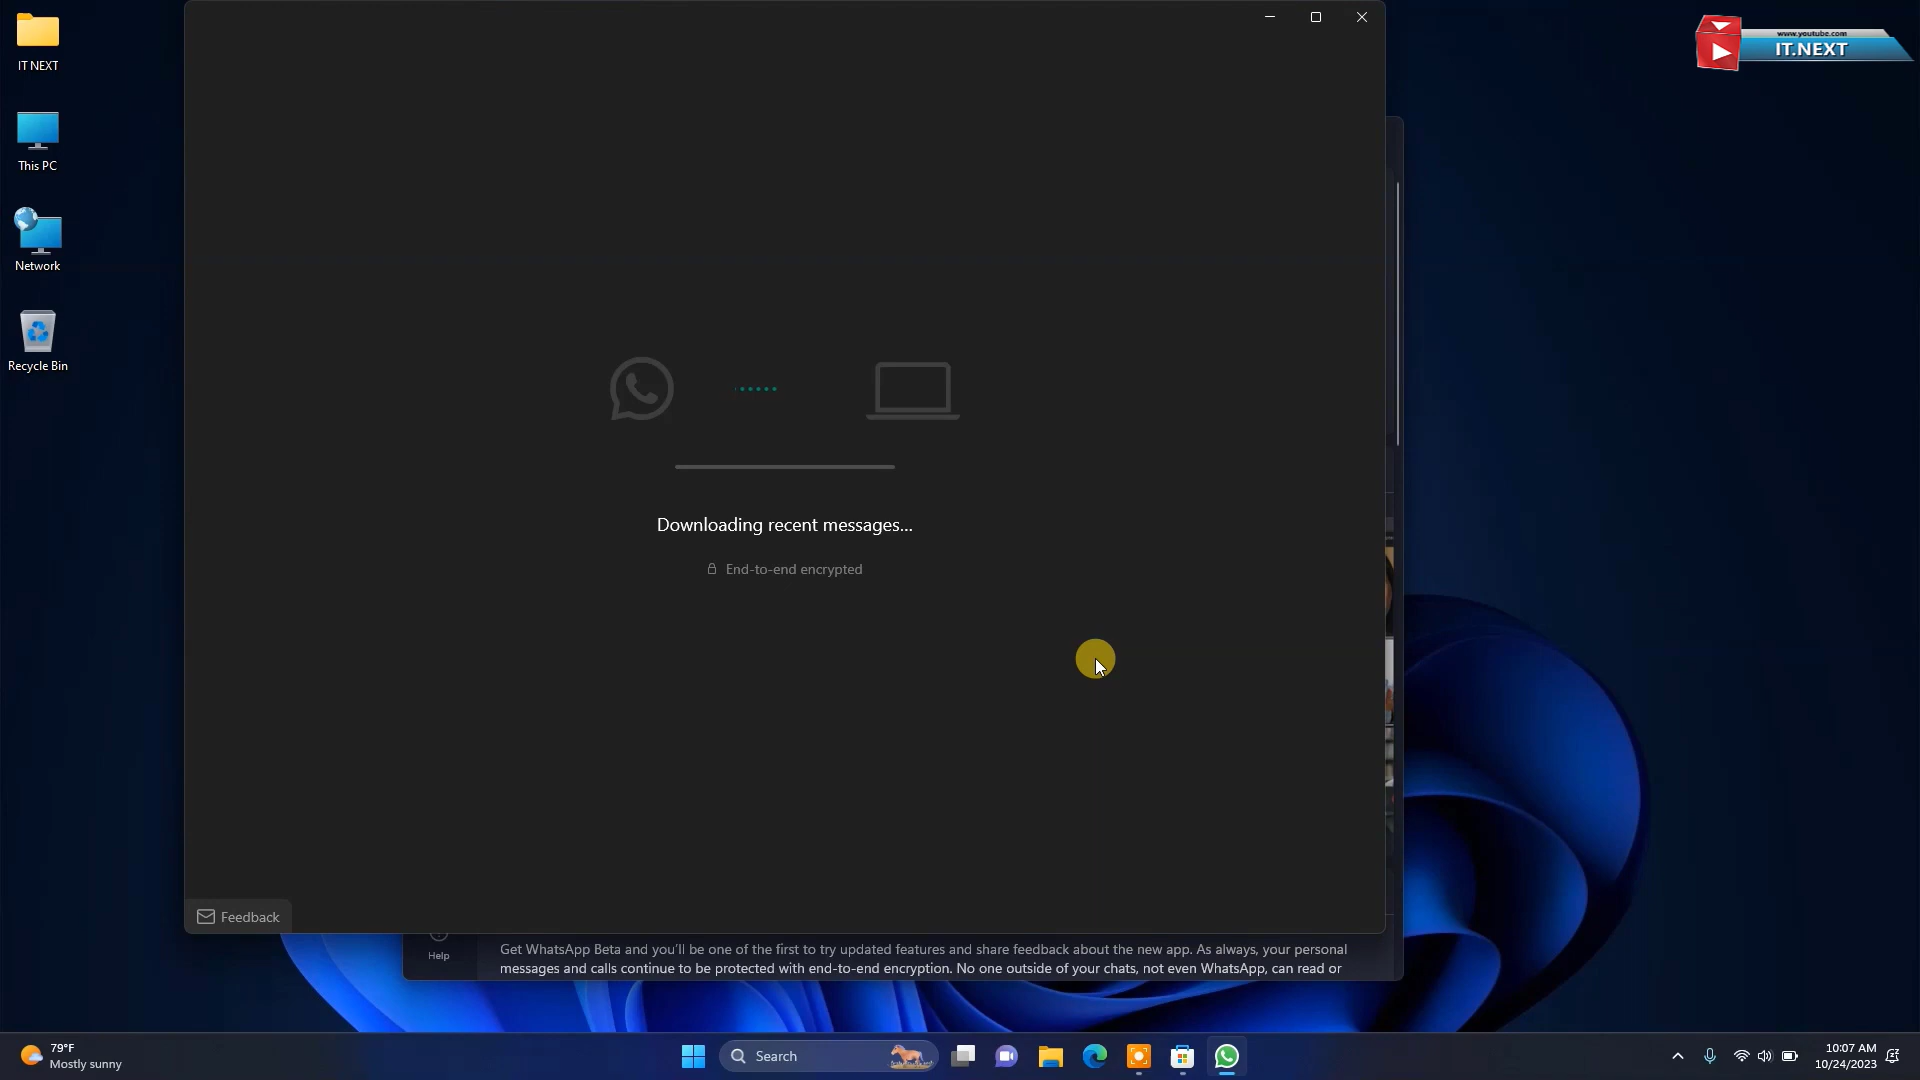 IT NEXT
This PC
Network
Recycle Bin
www.youtube.com
IT.NEXT
Downloading recent messages...
End-to-end encrypted
Feedback
Help
Get WhatsApp Beta and you'll be one of the first to try updated features and share feedback about the new app. As always, your personal
messages and calls continue to be protected with end-to-end encryption. No one outside of your chats, not even WhatsApp, can read or
79°F
Mostly sunny
Search
10:07 AM
10/24/2023